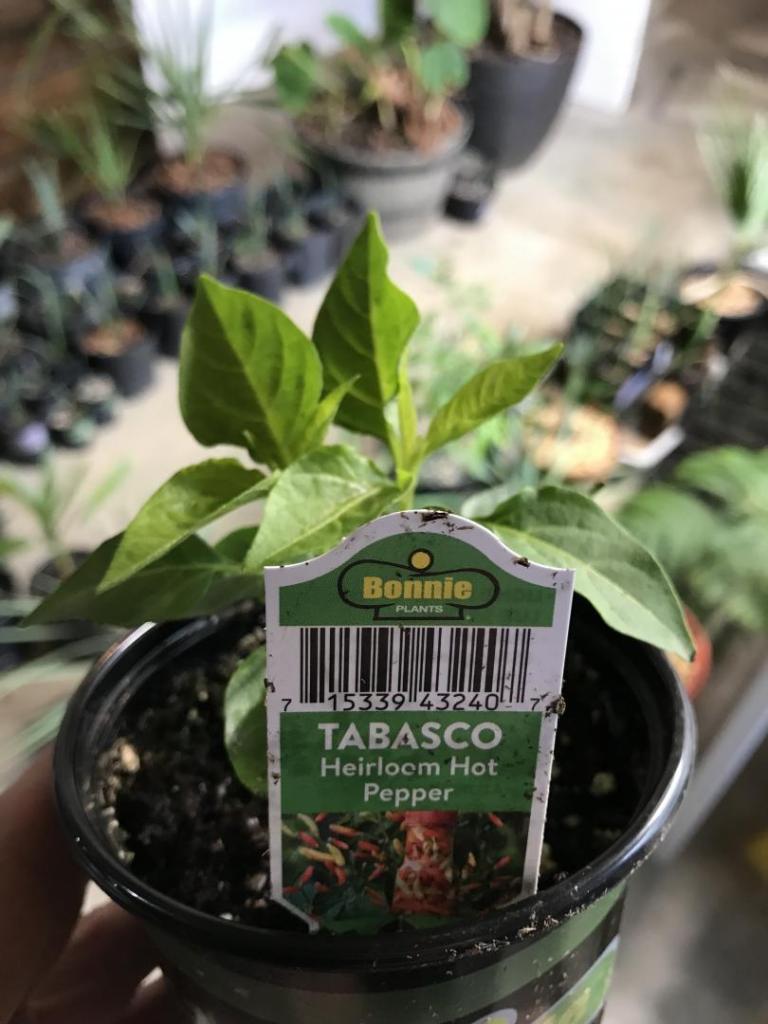 Bonnie
PLANTS
7 15339 43240 7
TABASCO
Heirloom Hot
Pepper